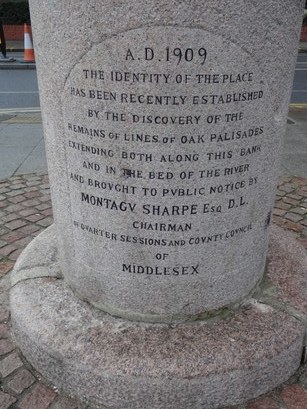 A.D. 1909
THE IDENTITY OF THE PLACE
HAS BEEN RECENTLY ESTABLISHED
BY THE DISCOVERY OF THE
REMAINS OF LINES OF OAK PALISADES
EXTENDING BOTH ALONG THIS BANK
AND IN THE BED OF THE RIVER
AND BROVGHT TO PVBLIC NOTICE BY
MONTAGV SHARPE ESQ D.L.
CHAIRMAN
OF QVARTER SESSIONS AND COVNTY COVNCIL
OF
MIDDLESEX